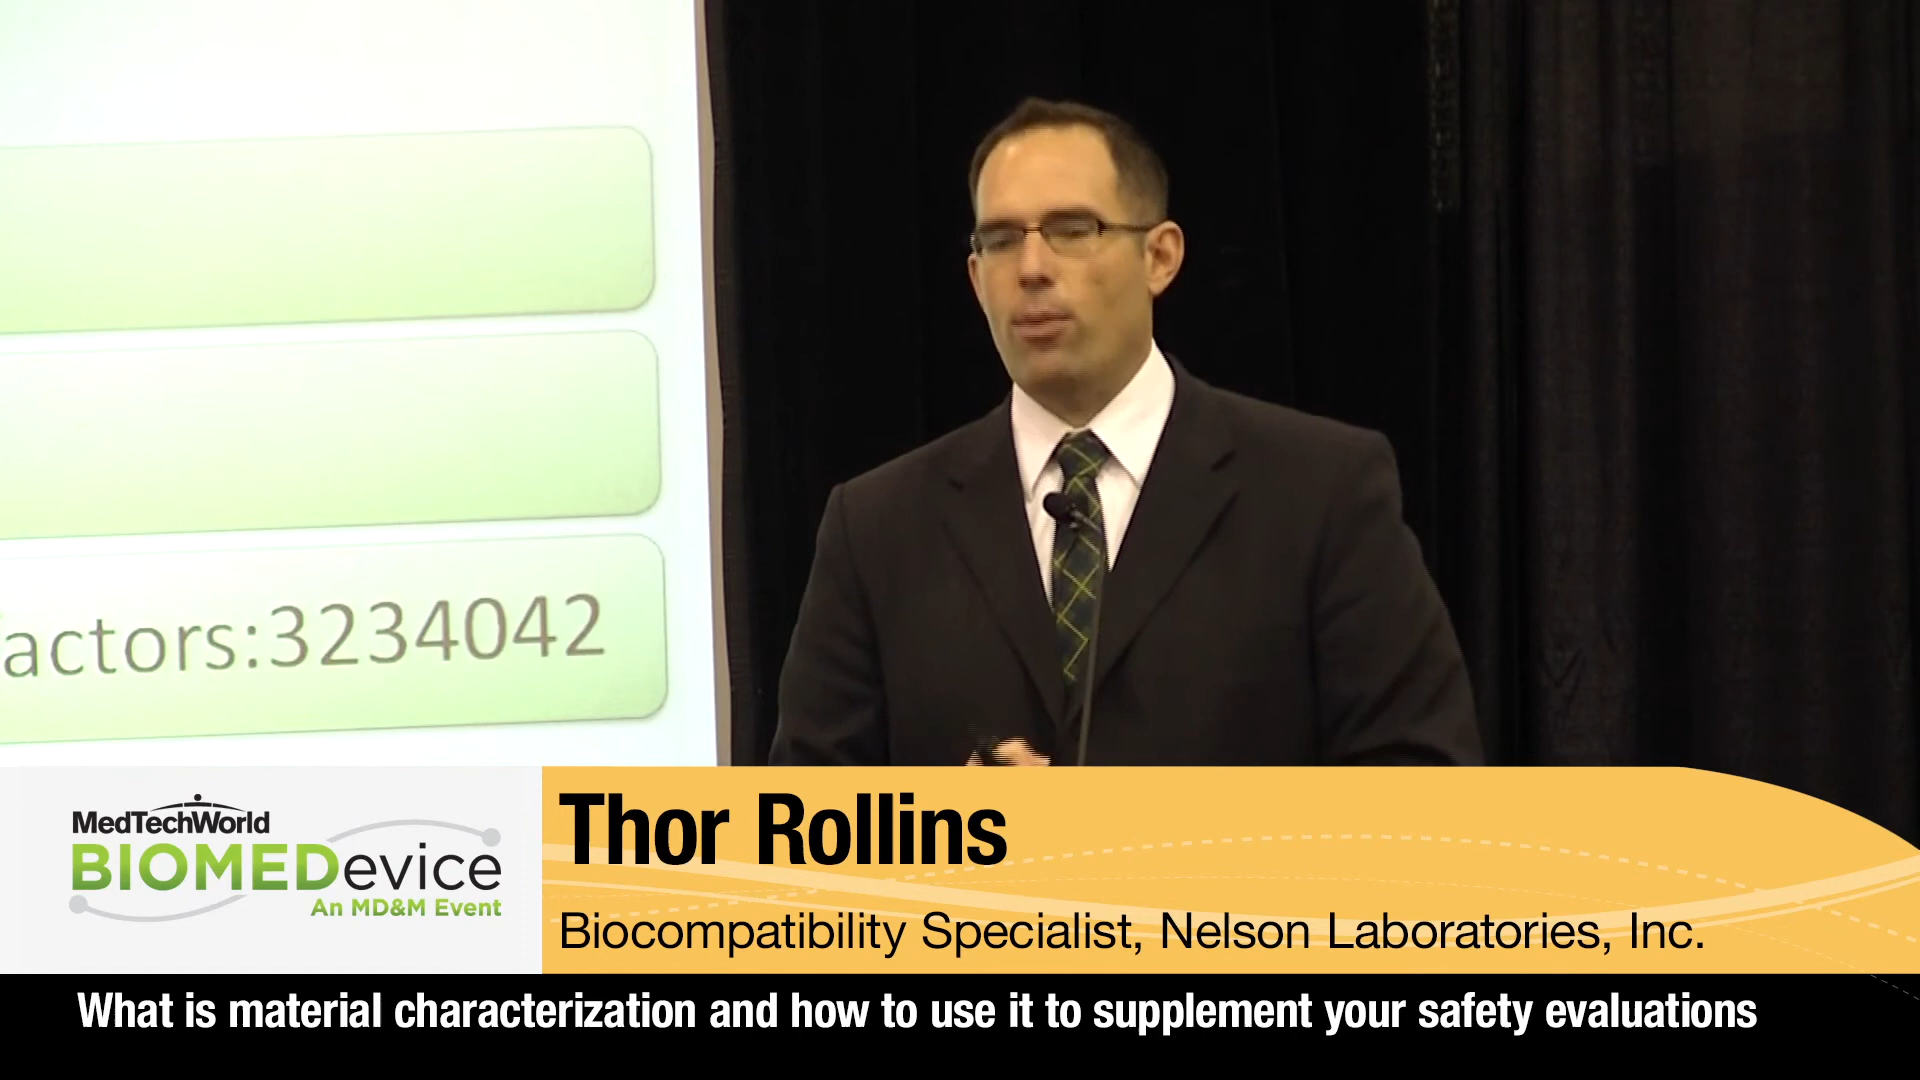 actors:3234042
MedTechWorld
BIOMEDevice
An MD&M Event
Thor Rollins
Biocompatibility Specialist, Nelson Laboratories, Inc.
What is material characterization and how to use it to supplement your safety evaluations